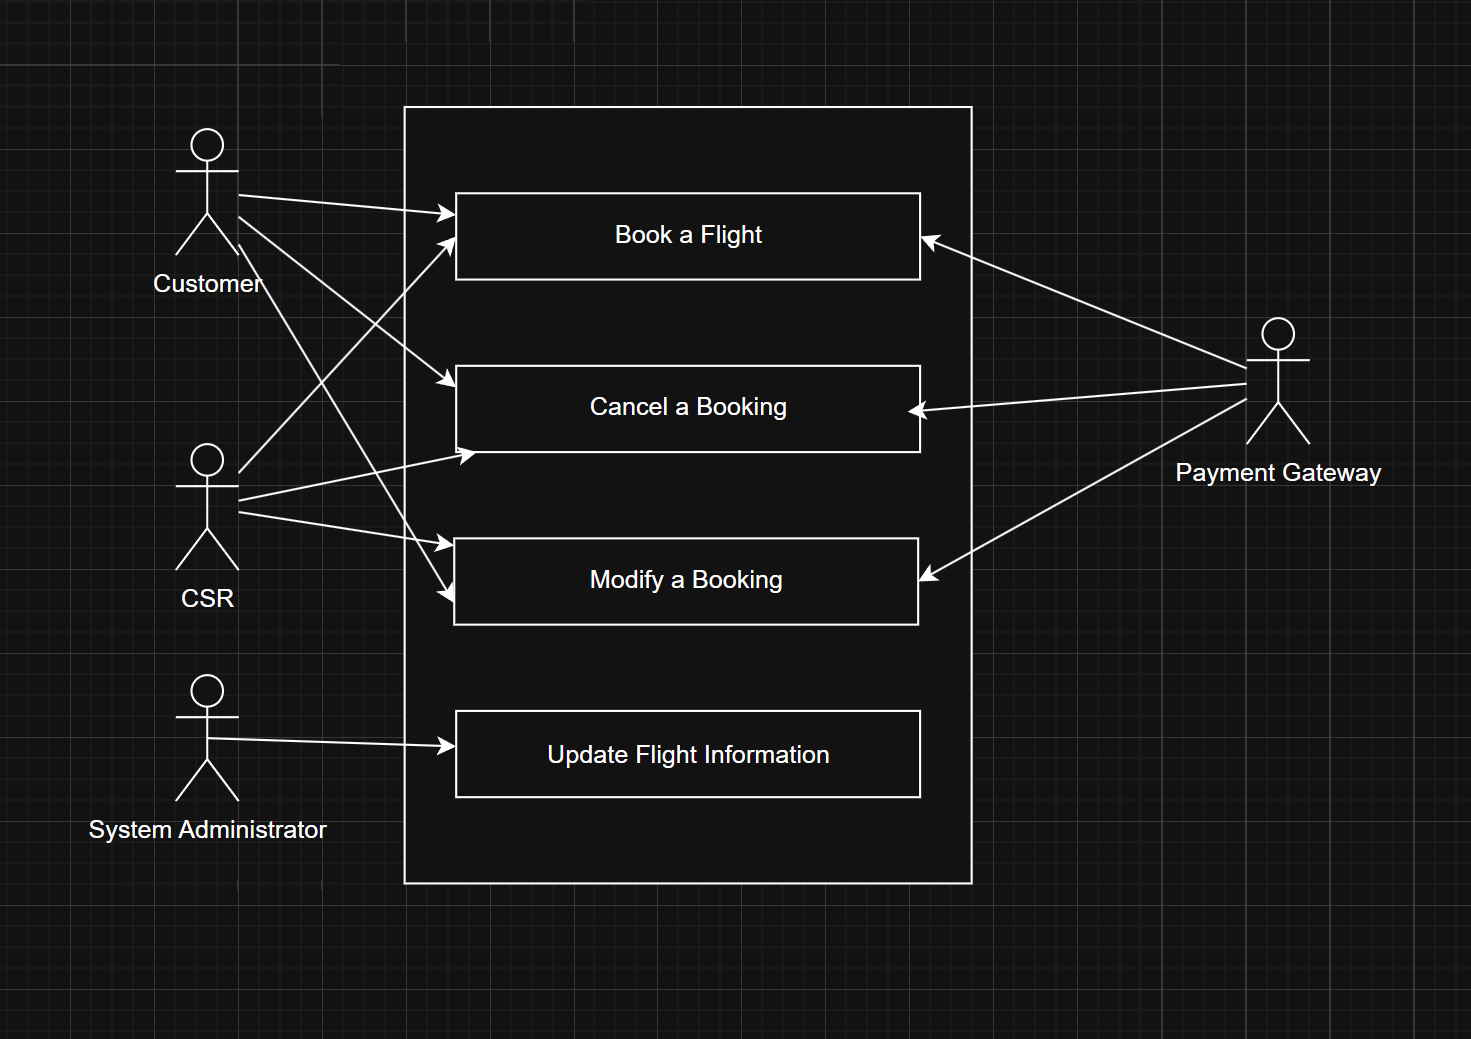 Customer
Book a Flight
Cancel a Booking
Payment Gateway
CSR
Modify a Booking
System Administrator
Update Flight Information